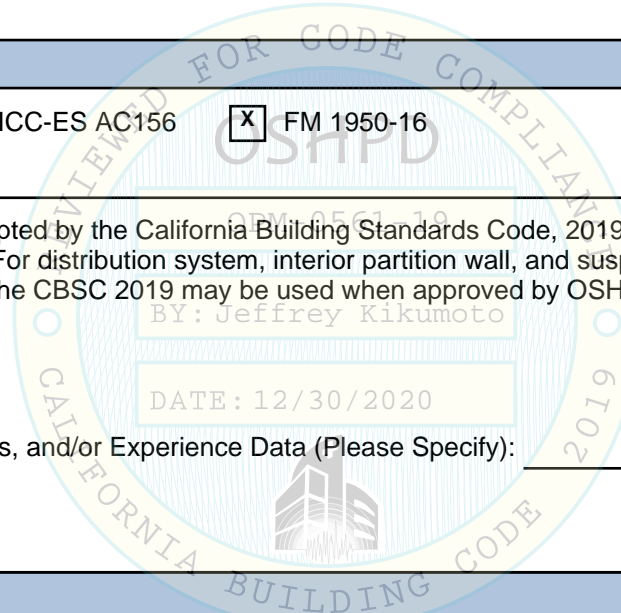 REVIEWED FOR CODE COMPLIANCE
ICC-ES AC156 X FM 1950-16
OSHPD
OPM-0561-19
pted by the California Building Standards Code, 2019
For distribution system, interior partition wall, and susp
he CBSC 2019 may be used when approved by OSH
BY: Jeffrey Kikumoto
DATE: 12/30/2020
s, and/or Experience Data (Please Specify):
CALIFORNIA BUILDING CODE 2019